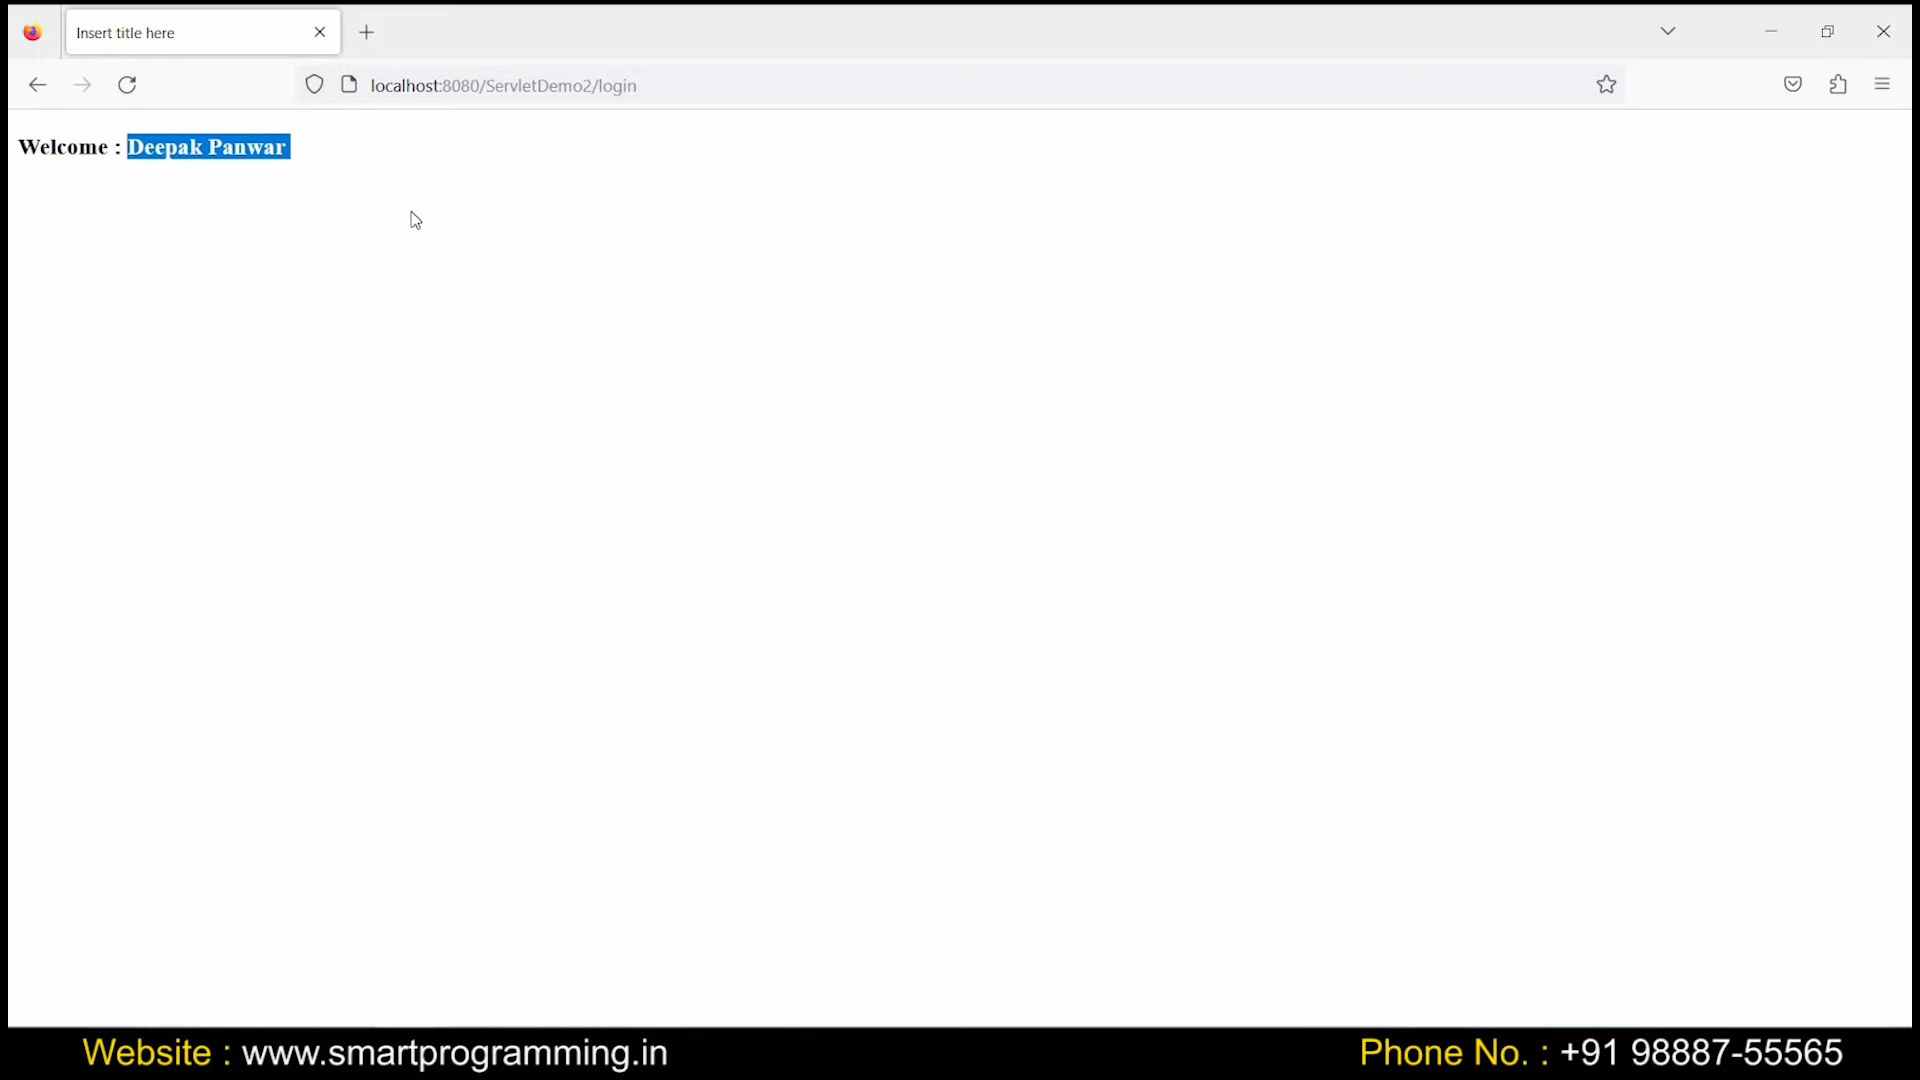 Insert title here
localhost:8080/ServletDemo2/login
Welcome : Deepak Panwar
Website : www.smartprogramming.in
Phone No. : +91 98887-55565